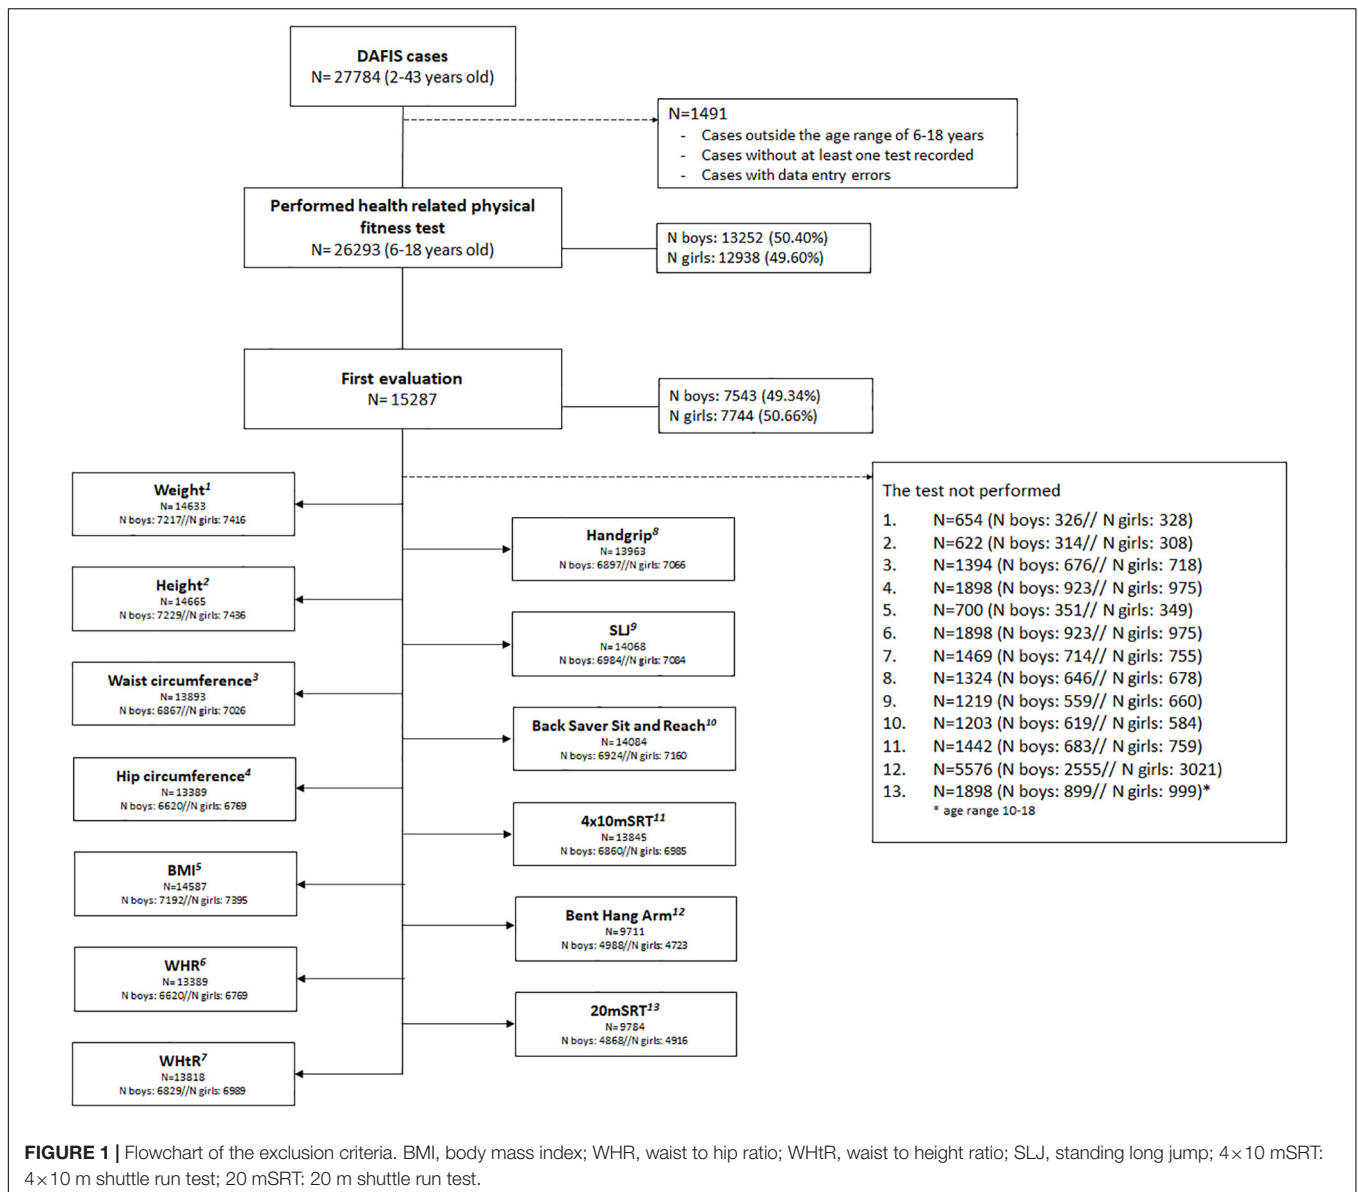 DAFIS cases
N= 27784 (2-43 years old)
N=1491
- Cases outside the age range of 6-18 years
- Cases without at least one test recorded
- Cases with data entry errors
Performed health related physical
fitness test
N= 26293 (6-18 years old)
N boys: 13252 (50.40%)
N girls: 12938 (49.60%)
First evaluation
N= 15287
N boys: 7543 (49.34%)
N girls: 7744 (50.66%)
Weight1
N= 14633
N boys: 7217//N girls: 7416
Height2
N= 14665
N boys: 7229//N girls: 7436
Waist circumference3
N= 13893
N boys: 6867//N girls: 7026
Hip circumference4
N= 13389
N boys: 6620//N girls: 6769
BMI5
N=14587
N boys: 7192//N girls: 7395
WHR6
N=13389
N boys: 6620//N girls: 6769
WHtR7
N=13818
N boys: 6829//N girls: 6989
Handgrip8
N= 13963
N boys: 6897//N girls: 7066
SLJ9
N= 14068
N boys: 6984//N girls: 7084
Back Saver Sit and Reach10
N= 14084
N boys: 6924//N girls: 7160
4x10mSRT11
N= 13845
N boys: 6860//N girls: 6985
Bent Hang Arm12
N=9711
N boys: 4988//N girls: 4723
20mSRT13
N=9784
N boys: 4868//N girls: 4916
The test not performed
1. N=654 (N boys: 326// N girls: 328)
2. N=622 (N boys: 314// N girls: 308)
3. N=1394 (N boys: 676// N girls: 718)
4. N=1898 (N boys: 923// N girls: 975)
5. N=700 (N boys: 351// N girls: 349)
6. N=1898 (N boys: 923// N girls: 975)
7. N=1469 (N boys: 714// N girls: 755)
8. N=1324 (N boys: 646// N girls: 678)
9. N=1219 (N boys: 559// N girls: 660)
10. N=1203 (N boys: 619// N girls: 584)
11. N=1442 (N boys: 683// N girls: 759)
12. N=5576 (N boys: 2555// N girls: 3021)
13. N=1898 (N boys: 899// N girls: 999)*
* age range 10-18
FIGURE 1 | Flowchart of the exclusion criteria. BMI, body mass index; WHR, waist to hip ratio; WHtR, waist to height ratio; SLJ, standing long jump; 4×10 mSRT:
4×10 m shuttle run test; 20 mSRT: 20 m shuttle run test.